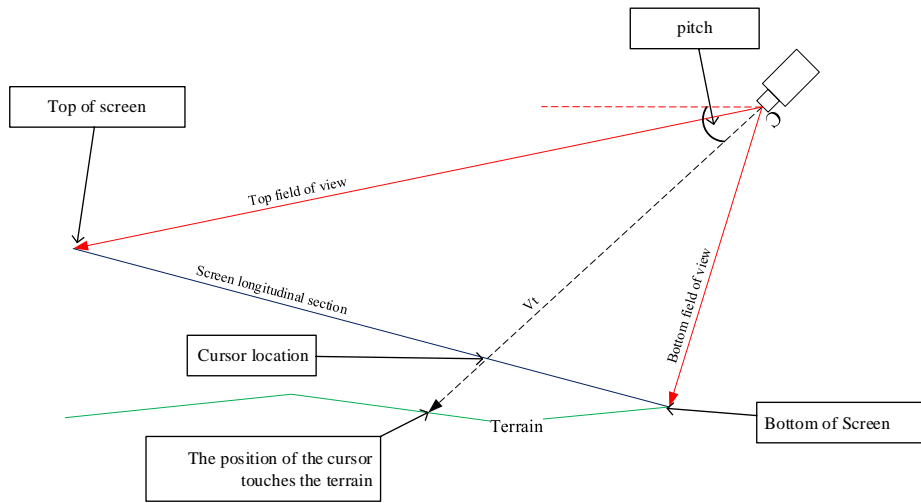 pitch
Top of screen
Top field of view
Screen longitudinal section
Vt
Bottom field of view
Cursor location
Terrain
Bottom of Screen
The position of the cursor
touches the terrain